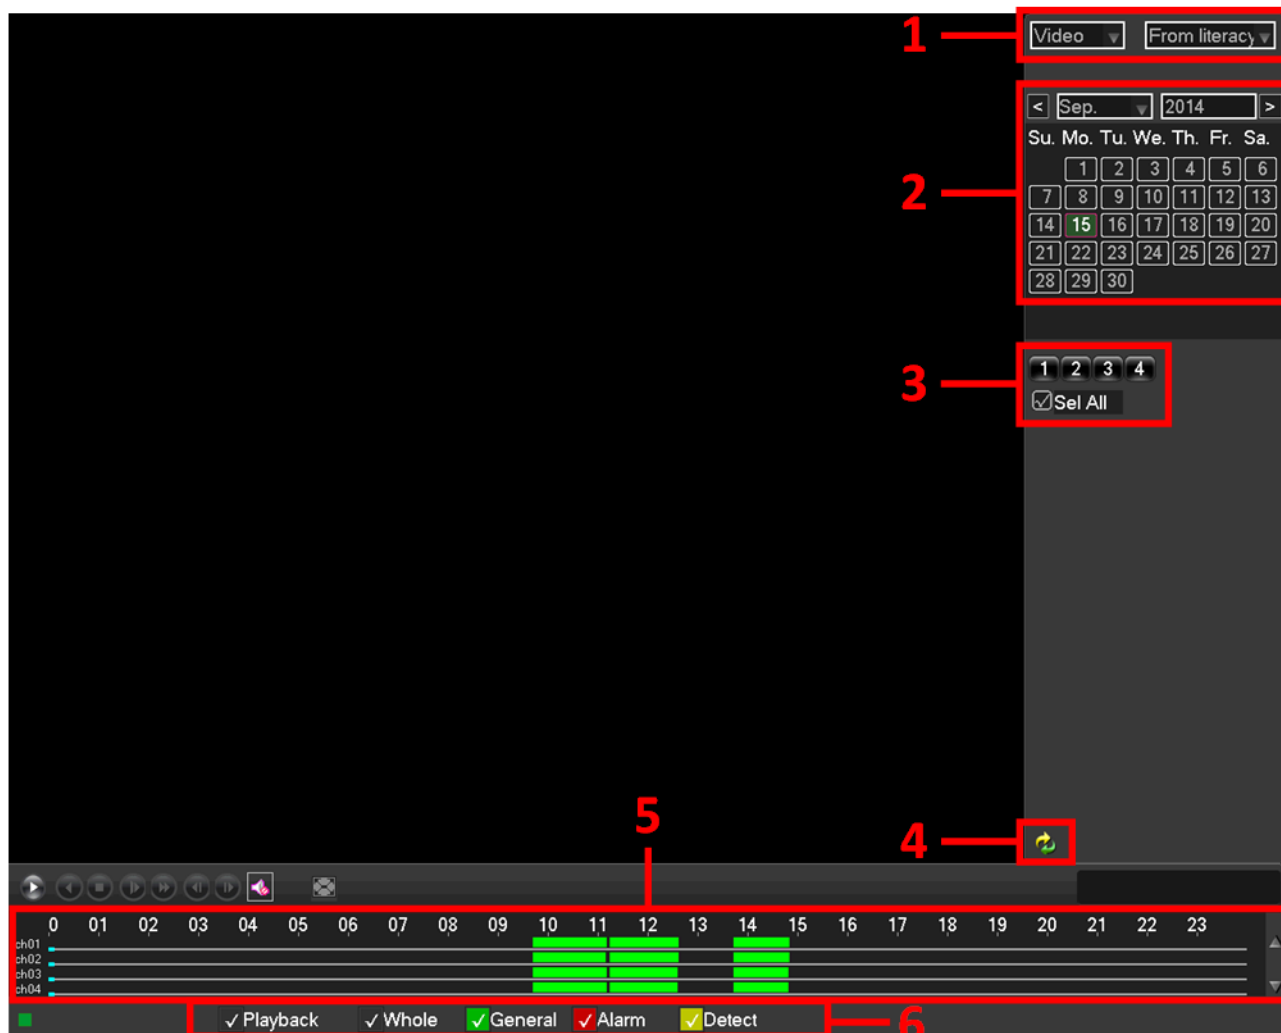 1
Video From literacy
< Sep. 2014 >
Su. Mo. Tu. We. Th. Fr. Sa.
1 2 3 4 5 6
2
7 8 9 10 11 12 13
14 15 16 17 18 19 20
21 22 23 24 25 26 27
28 29 30
3
1 2 3 4
Sel All
5
4
0 01 02 03 04 05 06 07 08 09 10 11 12 13 14 15 16 17 18 19 20 21 22 23
ch01
ch02
ch03
ch04
Playback Whole General Alarm Detect 6